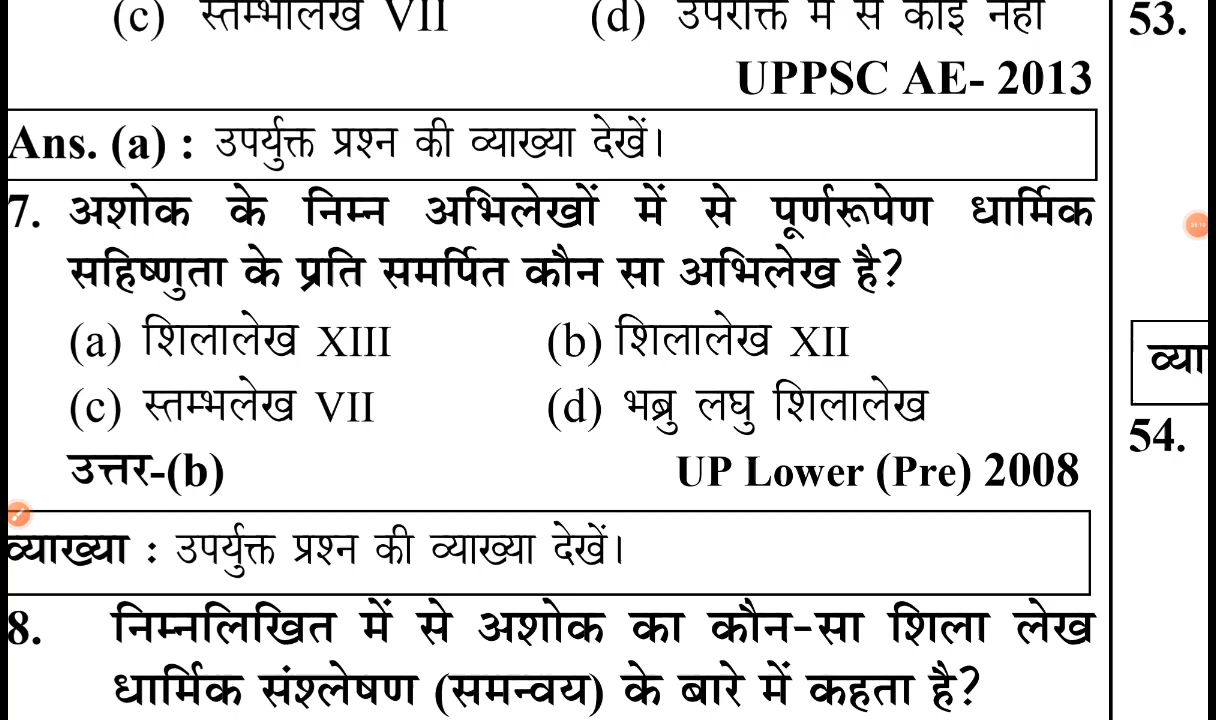 (c) स्तम्भालेख VII (d) उपरोक्त में से कोई नहीं
UPPSC AE- 2013
Ans. (a) : उपर्युक्त प्रश्न की व्याख्या देखें।
7. अशोक के निम्न अभिलेखों में से पूर्णरूपेण धार्मिक
सहिष्णुता के प्रति समर्पित कौन सा अभिलेख है?
(a) शिलालेख XIII (b) शिलालेख XII
(c) स्तम्भलेख VII (d) भब्रु लघु शिलालेख
उत्तर-(b) UP Lower (Pre) 2008
व्याख्या : उपर्युक्त प्रश्न की व्याख्या देखें।
8. निम्नलिखित में से अशोक का कौन-सा शिला लेख
धार्मिक संश्लेषण (समन्वय) के बारे में कहता है?
53.
व्या
54.